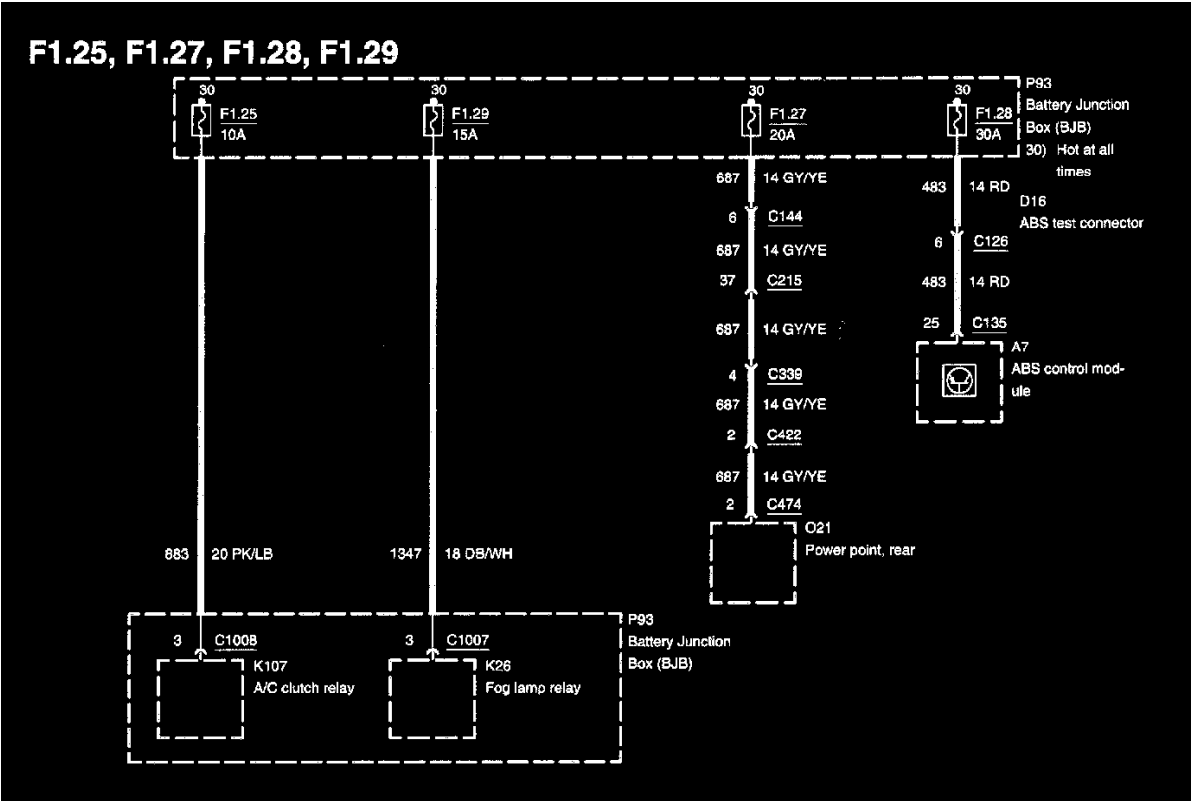 F1.25, F1.27, F1.28, F1.29
30 30 30 30
F1.25 F1.29 F1.27 F1.28
10A 15A 20A 30A
P93
Battery Junction
Box (BJB)
30) Hot at all
times
687 14 GY/YE
483 14 RD
D16
ABS test connector
6 C144
6 C126
687 14 GY/YE
37 C215
483 14 RD
687 14 GY/YE
25 C135
A7
ABS control mod-
ule
4 C339
687 14 GY/YE
2 C422
687 14 GY/YE
2 C474
O21
Power point, rear
883 20 PK/LB
1347 18 DB/WH
P93
Battery Junction
Box (BJB)
3 C1008
3 C1007
K107
A/C clutch relay
K26
Fog lamp relay